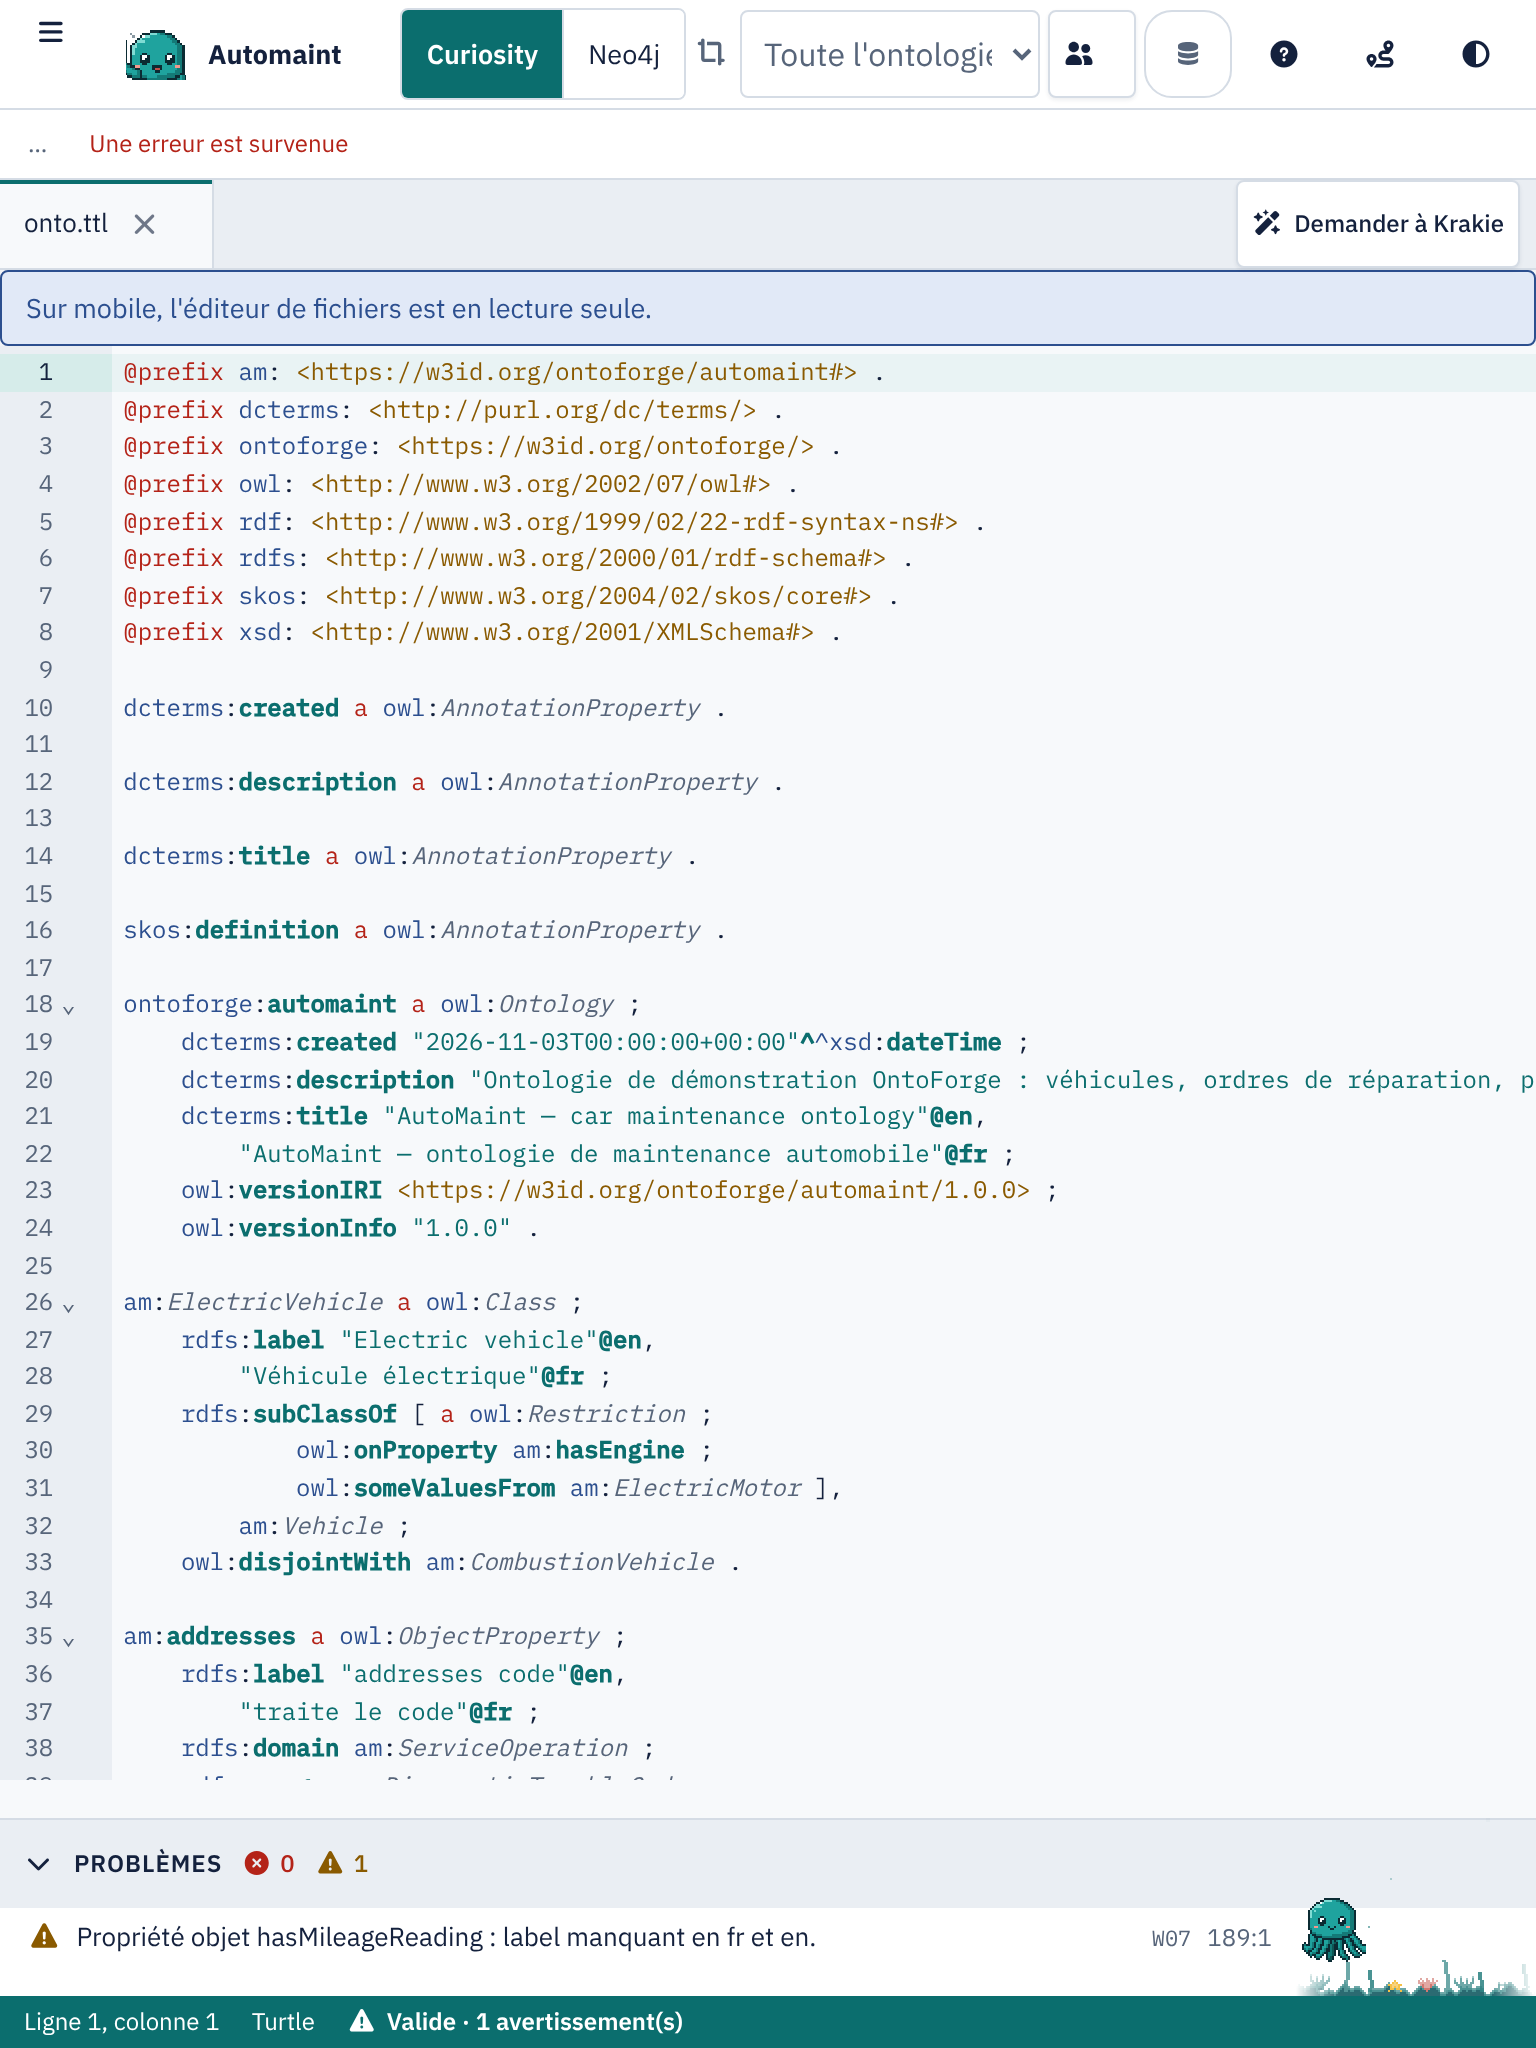 Automaint
Curiosity
Neo4j
Toute l'ontologie
...
Une erreur est survenue
onto.ttl
Demander à Krakie
Sur mobile, l'éditeur de fichiers est en lecture seule.
1 @prefix am: <https://w3id.org/ontoforge/automaint#> .
2 @prefix dcterms: <http://purl.org/dc/terms/> .
3 @prefix ontoforge: <https://w3id.org/ontoforge/> .
4 @prefix owl: <http://www.w3.org/2002/07/owl#> .
5 @prefix rdf: <http://www.w3.org/1999/02/22-rdf-syntax-ns#> .
6 @prefix rdfs: <http://www.w3.org/2000/01/rdf-schema#> .
7 @prefix skos: <http://www.w3.org/2004/02/skos/core#> .
8 @prefix xsd: <http://www.w3.org/2001/XMLSchema#> .
9
10 dcterms:created a owl:AnnotationProperty .
11
12 dcterms:description a owl:AnnotationProperty .
13
14 dcterms:title a owl:AnnotationProperty .
15
16 skos:definition a owl:AnnotationProperty .
17
18 ontoforge:automaint a owl:Ontology ;
19 dcterms:created "2026-11-03T00:00:00+00:00"^^xsd:dateTime ;
20 dcterms:description "Ontologie de démonstration OntoForge : véhicules, ordres de réparation, p
21 dcterms:title "AutoMaint — car maintenance ontology"@en,
22 "AutoMaint — ontologie de maintenance automobile"@fr ;
23 owl:versionIRI <https://w3id.org/ontoforge/automaint/1.0.0> ;
24 owl:versionInfo "1.0.0" .
25
26 am:ElectricVehicle a owl:Class ;
27 rdfs:label "Electric vehicle"@en,
28 "Véhicule électrique"@fr ;
29 rdfs:subClassOf [ a owl:Restriction ;
30 owl:onProperty am:hasEngine ;
31 owl:someValuesFrom am:ElectricMotor ],
32 am:Vehicle ;
33 owl:disjointWith am:CombustionVehicle .
34
35 am:addresses a owl:ObjectProperty ;
36 rdfs:label "addresses code"@en,
37 "traite le code"@fr ;
38 rdfs:domain am:ServiceOperation ;
PROBLÈMES 0 1
Propriété objet hasMileageReading : label manquant en fr et en. W07 189:1
Ligne 1, colonne 1 Turtle Valide · 1 avertissement(s)